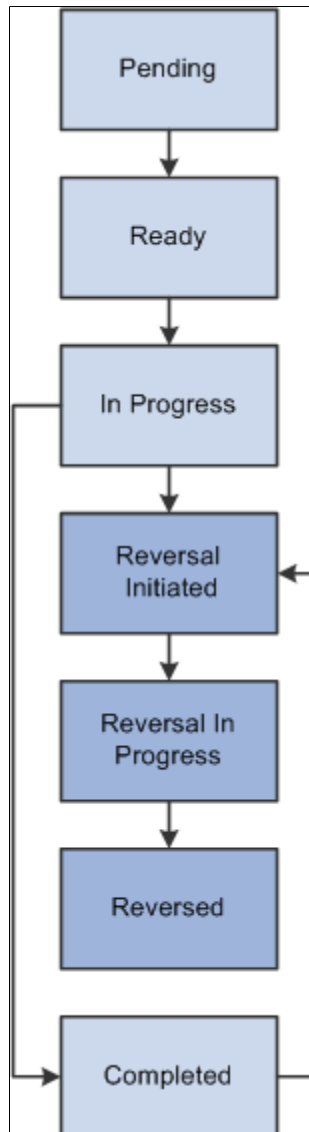 Pending
Ready
In Progress
Reversal
Initiated
Reversal In
Progress
Reversed
Completed